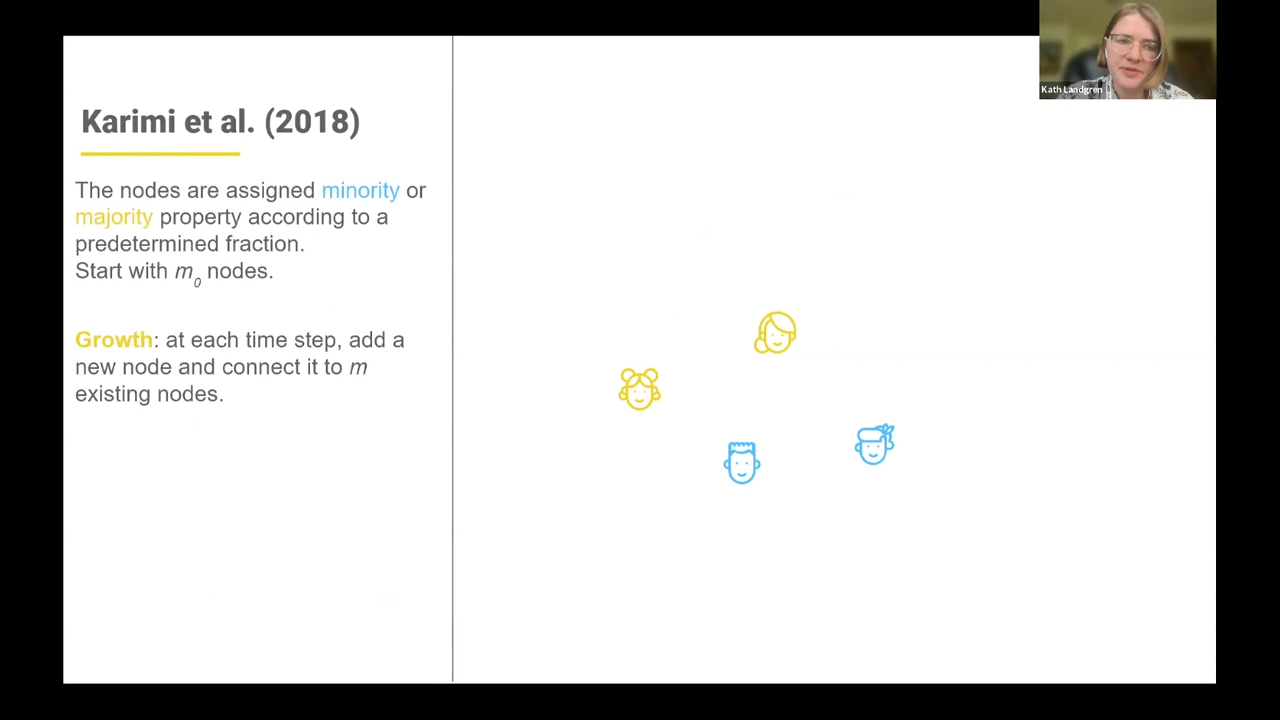 Kath Landgren
Karimi et al. (2018)
The nodes are assigned minority or
majority property according to a
predetermined fraction.
Start with m0 nodes.
Growth: at each time step, add a
new node and connect it to m
existing nodes.